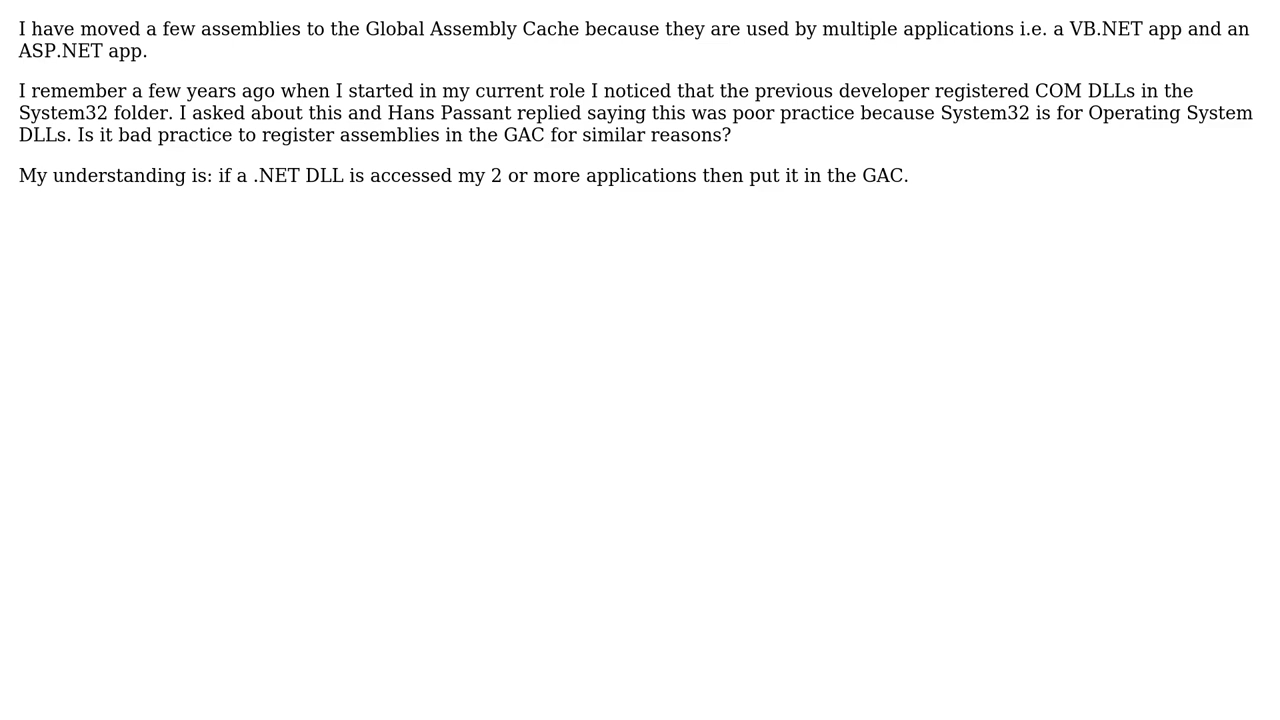 I have moved a few assemblies to the Global Assembly Cache because they are used by multiple applications i.e. a VB.NET app and an
ASP.NET app.
I remember a few years ago when I started in my current role I noticed that the previous developer registered COM DLLs in the
System32 folder. I asked about this and Hans Passant replied saying this was poor practice because System32 is for Operating System
DLLs. Is it bad practice to register assemblies in the GAC for similar reasons?
My understanding is: if a .NET DLL is accessed my 2 or more applications then put it in the GAC.